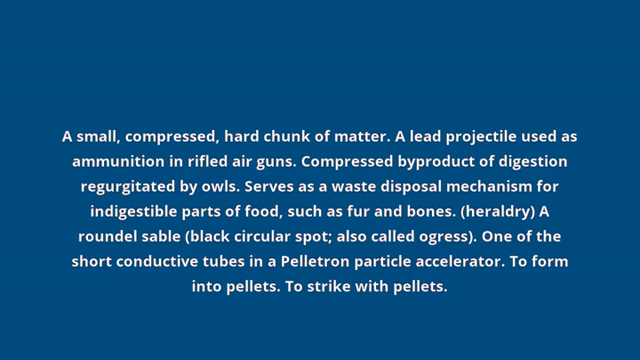 A small, compressed, hard chunk of matter. A lead projectile used as
ammunition in rifled air guns. Compressed byproduct of digestion
regurgitated by owls. Serves as a waste disposal mechanism for
indigestible parts of food, such as fur and bones. (heraldry) A
roundel sable (black circular spot; also called ogress). One of the
short conductive tubes in a Pelletron particle accelerator. To form
into pellets. To strike with pellets.